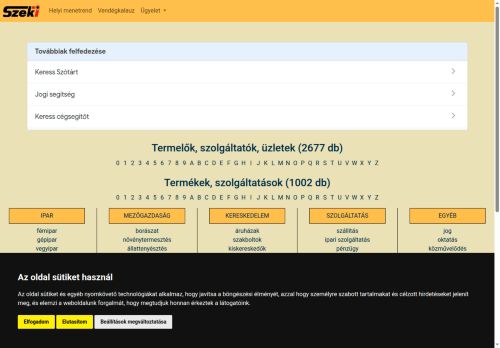 Szeki
Helyi menetrend Vendégkalauz Ügyelet
Továbbiak felfedezése
Keress Szótárt
Jogi segítség
Keress cégsegítőt
Termelők, szolgáltatók, üzletek (2677 db)
0 1 2 3 4 5 6 7 8 9 A B C D E F G H I J K L M N O P Q R S T U V W X Y Z
Termékek, szolgáltatások (1002 db)
0 1 2 3 4 5 6 7 8 9 A B C D E F G H I J K L M N O P Q R S T U V W X Y Z
IPAR MEZŐGAZDASÁG KERESKEDELEM SZOLGÁLTATÁS EGYÉB
fémipar borászat áruházak szállítás jog
gépipar növénytermesztés szakboltok ipari szolgáltatás oktatás
vegyipar állattenyésztés kiskereskedők pénzügy közművelődés
Az oldal sütiket használ
Az oldal sütiket és egyéb nyomkövető technológiákat alkalmaz, hogy javítsa a böngészési élményét, azzal hogy személyre szabott tartalmakat és célzott hirdetéseket jelenít
meg, és elemzi a weboldalunk forgalmát, hogy megtudjuk honnan érkeztek a látogatóink.
Elfogadom Elutasítom Beállítások megváltoztatása